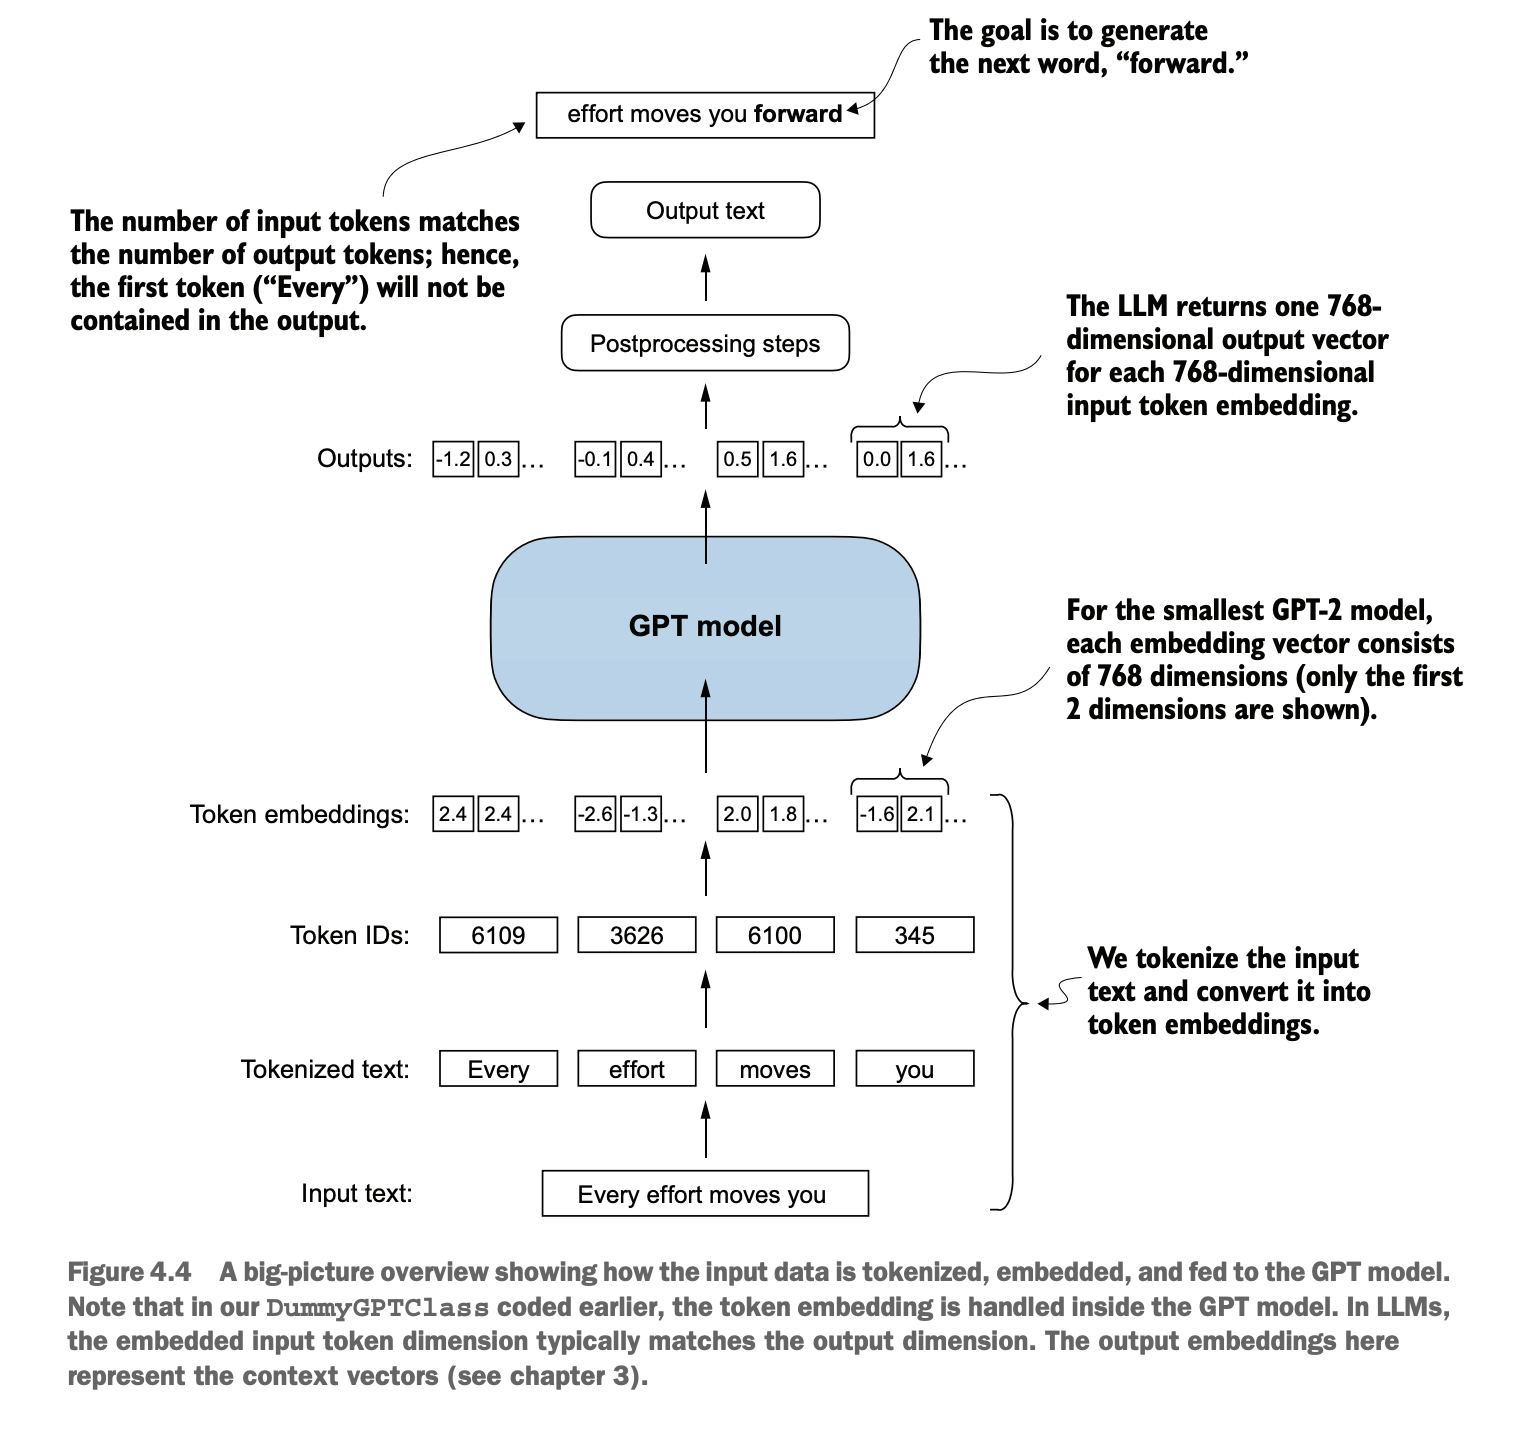 The goal is to generate
the next word, “forward.”
effort moves you forward
Output text
The number of input tokens matches
the number of output tokens; hence,
the first token (“Every”) will not be
contained in the output.
Postprocessing steps
The LLM returns one 768-
dimensional output vector
for each 768-dimensional
input token embedding.
Outputs: -1.2 0.3 ... -0.1 0.4 ... 0.5 1.6 ... 0.0 1.6 ...
GPT model
For the smallest GPT-2 model,
each embedding vector consists
of 768 dimensions (only the first
2 dimensions are shown).
Token embeddings: 2.4 2.4 ... -2.6 -1.3 ... 2.0 1.8 ... -1.6 2.1 ...
Token IDs: 6109 3626 6100 345
We tokenize the input
text and convert it into
token embeddings.
Tokenized text: Every effort moves you
Input text: Every effort moves you
Figure 4.4 A big-picture overview showing how the input data is tokenized, embedded, and fed to the GPT model.
Note that in our DummyGPTClass coded earlier, the token embedding is handled inside the GPT model. In LLMs,
the embedded input token dimension typically matches the output dimension. The output embeddings here
represent the context vectors (see chapter 3).